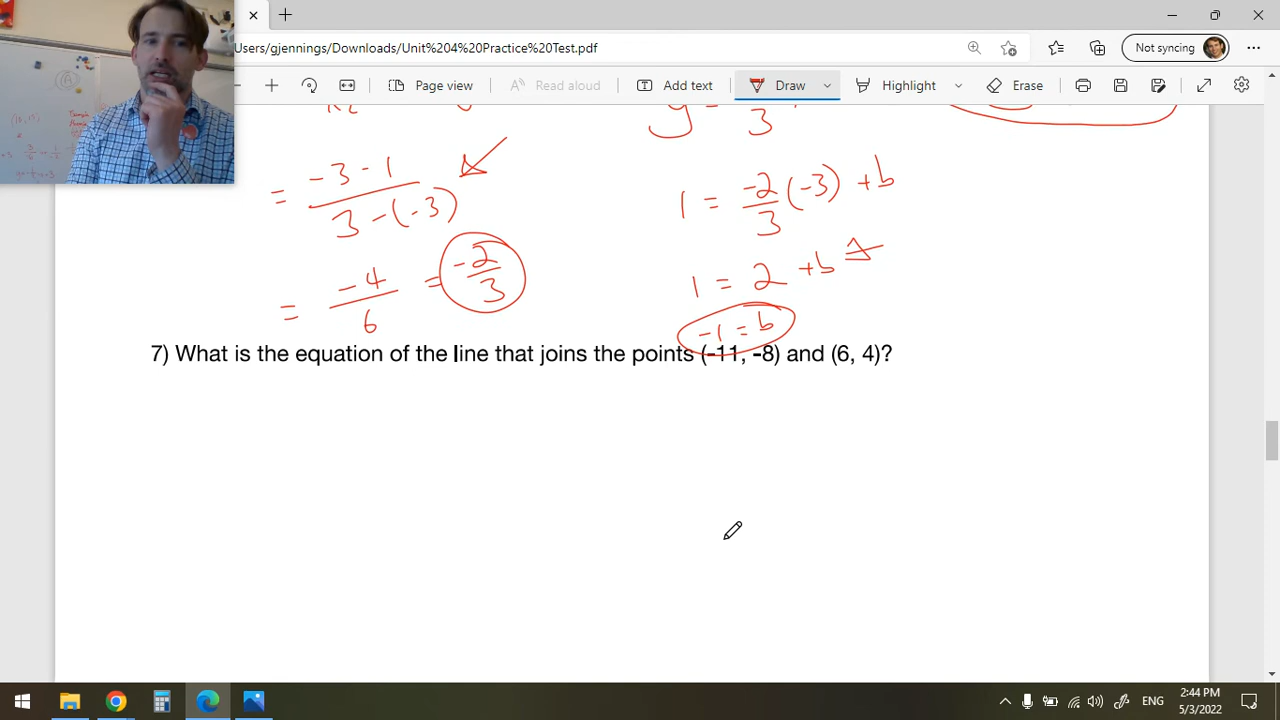 Users/gjennings/Downloads/Unit%204%20Practice%20Test.pdf
Not syncing
Page view
Read aloud
Add text
Draw
Highlight
Erase
= -3 - 1 / 3 - (-3)
= -4 / 6 = -2 / 3
y = / 3
1 = -2 / 3 (-3) + b
1 = 2 + b
-1 = b
7) What is the equation of the line that joins the points (-11, -8) and (6, 4)?
ENG
2:44 PM
5/3/2022